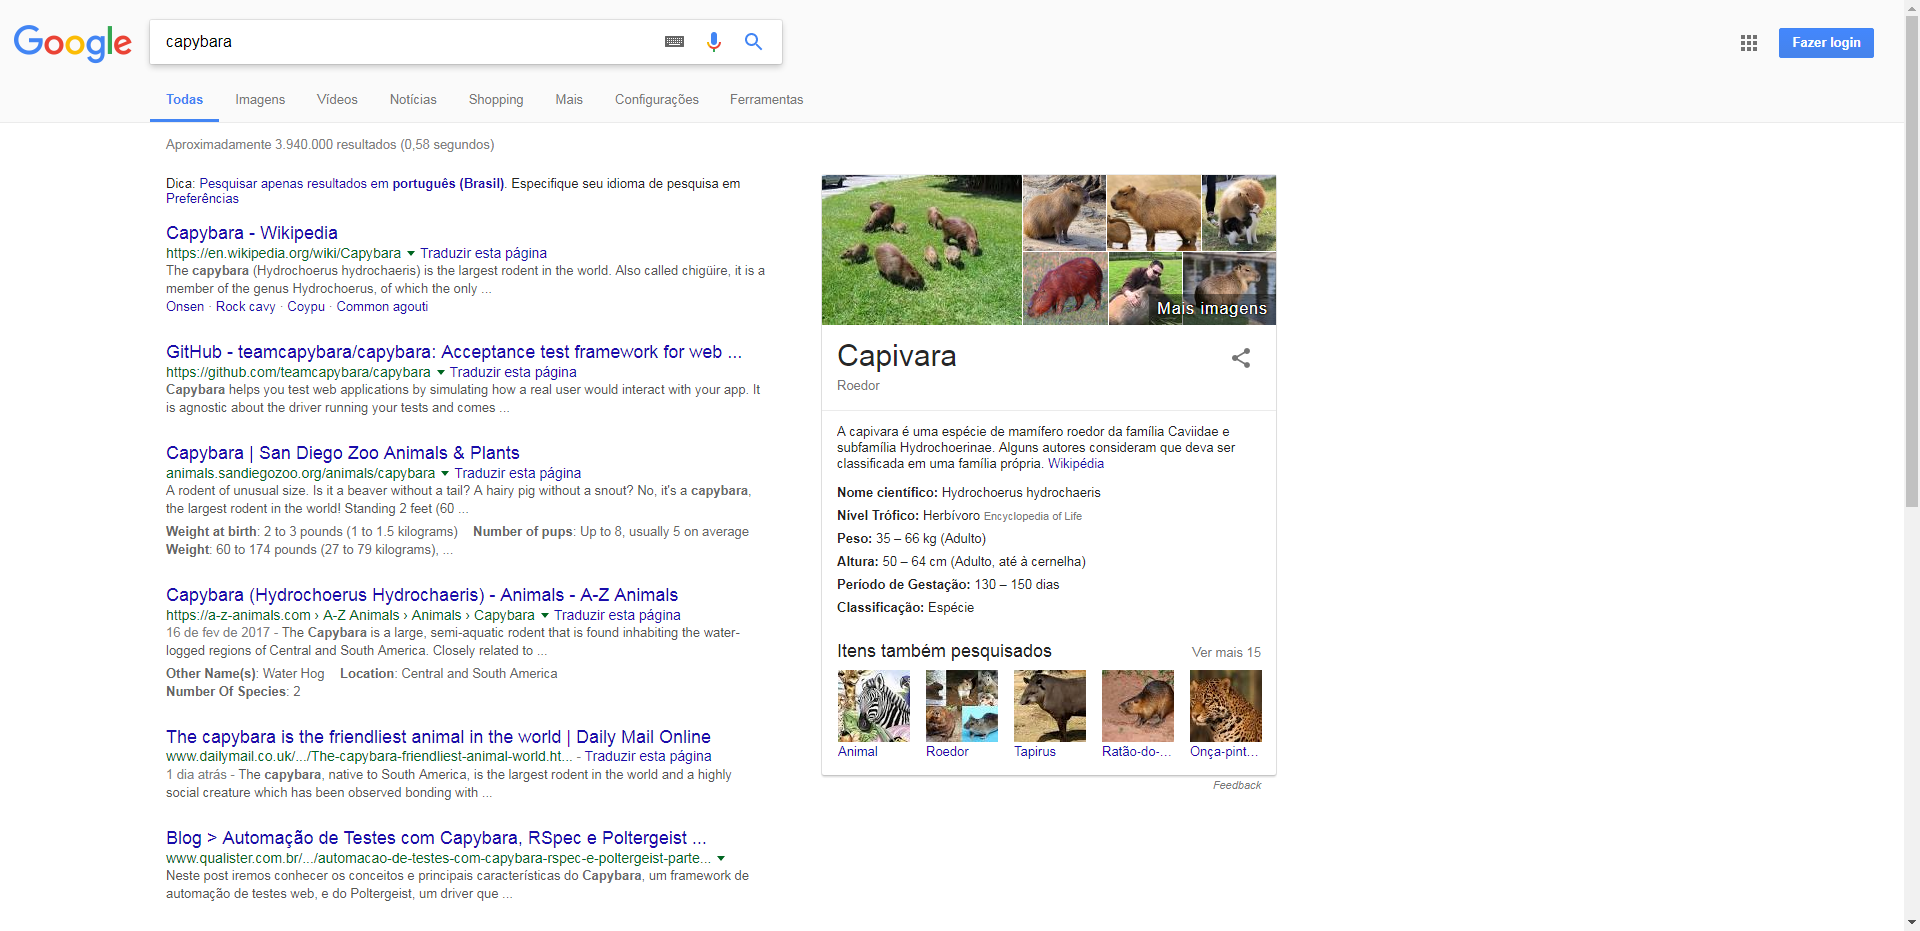 Google
capybara
Fazer login
Todas Imagens Vídeos Notícias Shopping Mais Configurações Ferramentas
Aproximadamente 3.940.000 resultados (0,58 segundos)
Dica: Pesquisar apenas resultados em português (Brasil). Especifique seu idioma de pesquisa em
Preferências
Capybara - Wikipedia
https://en.wikipedia.org/wiki/Capybara Traduzir esta página
The capybara (Hydrochoerus hydrochaeris) is the largest rodent in the world. Also called chigüire, it is a
member of the genus Hydrochoerus, of which the only ...
Onsen · Rock cavy · Coypu · Common agouti
GitHub - teamcapybara/capybara: Acceptance test framework for web ...
https://github.com/teamcapybara/capybara Traduzir esta página
Capybara helps you test web applications by simulating how a real user would interact with your app. It
is agnostic about the driver running your tests and comes ...
Capybara | San Diego Zoo Animals & Plants
animals.sandiegozoo.org/animals/capybara Traduzir esta página
A rodent of unusual size. Is it a beaver without a tail? A hairy pig without a snout? No, it's a capybara,
the largest rodent in the world! Standing 2 feet (60 ...
Weight at birth: 2 to 3 pounds (1 to 1.5 kilograms) Number of pups: Up to 8, usually 5 on average
Weight: 60 to 174 pounds (27 to 79 kilograms), ...
Capybara (Hydrochoerus Hydrochaeris) - Animals - A-Z Animals
https://a-z-animals.com › A-Z Animals › Animals › Capybara Traduzir esta página
16 de fev de 2017 - The Capybara is a large, semi-aquatic rodent that is found inhabiting the water-
logged regions of Central and South America. Closely related to ...
Other Name(s): Water Hog Location: Central and South America
Number Of Species: 2
The capybara is the friendliest animal in the world | Daily Mail Online
www.dailymail.co.uk/.../The-capybara-friendliest-animal-world.ht... - Traduzir esta página
1 dia atrás - The capybara, native to South America, is the largest rodent in the world and a highly
social creature which has been observed bonding with ...
Blog > Automação de Testes com Capybara, RSpec e Poltergeist ...
www.qualister.com.br/.../automacao-de-testes-com-capybara-rspec-e-poltergeist-parte...
Neste post iremos conhecer os conceitos e principais características do Capybara, um framework de
automação de testes web, e do Poltergeist, um driver que ...
Mais imagens
Capivara
Roedor
A capivara é uma espécie de mamífero roedor da família Caviidae e
subfamília Hydrochoerinae. Alguns autores consideram que deva ser
classificada em uma família própria. Wikipédia
Nome científico: Hydrochoerus hydrochaeris
Nível Trófico: Herbívoro Encyclopedia of Life
Peso: 35 – 66 kg (Adulto)
Altura: 50 – 64 cm (Adulto, até à cernelha)
Período de Gestação: 130 – 150 dias
Classificação: Espécie
Itens também pesquisados Ver mais 15
Animal Roedor Tapirus Ratão-do-... Onça-pint...
Feedback